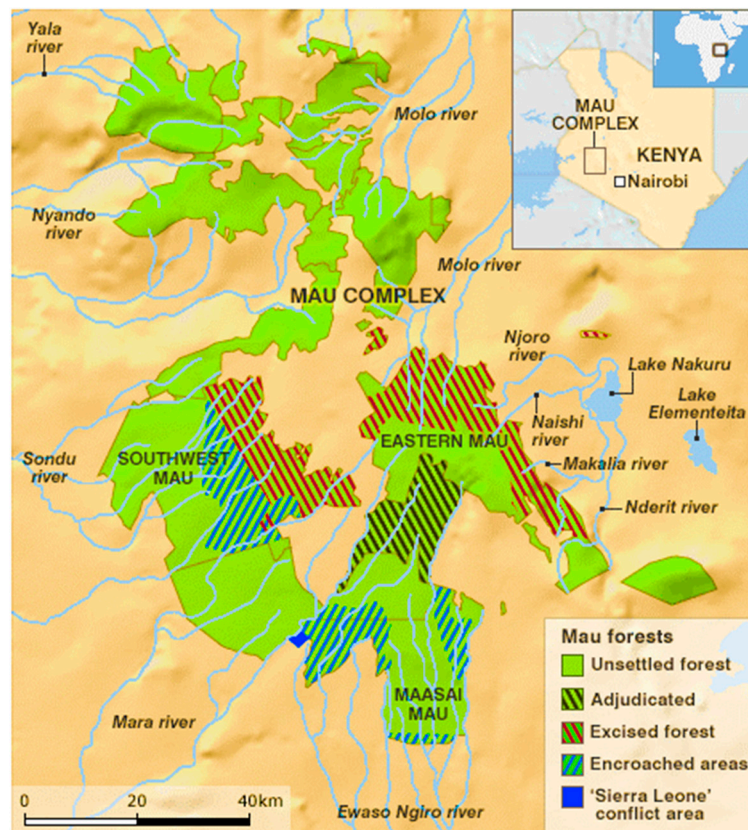 Yala
river
Molo river
MAU
COMPLEX
KENYA
Nairobi
Nyando
river
Molo river
MAU COMPLEX
Njoro
river
Lake Nakuru
Lake
Elementeita
Naishi
river
EASTERN MAU
SOUTHWEST
MAU
Sondu
river
Makalia river
Nderit river
Mau forests
Unsettled forest
Adjudicated
Excised forest
Encroached areas
‘Sierra Leone’
conflict area
MAASAI
MAU
Mara river
Ewaso Ngiro river
0 20 40km